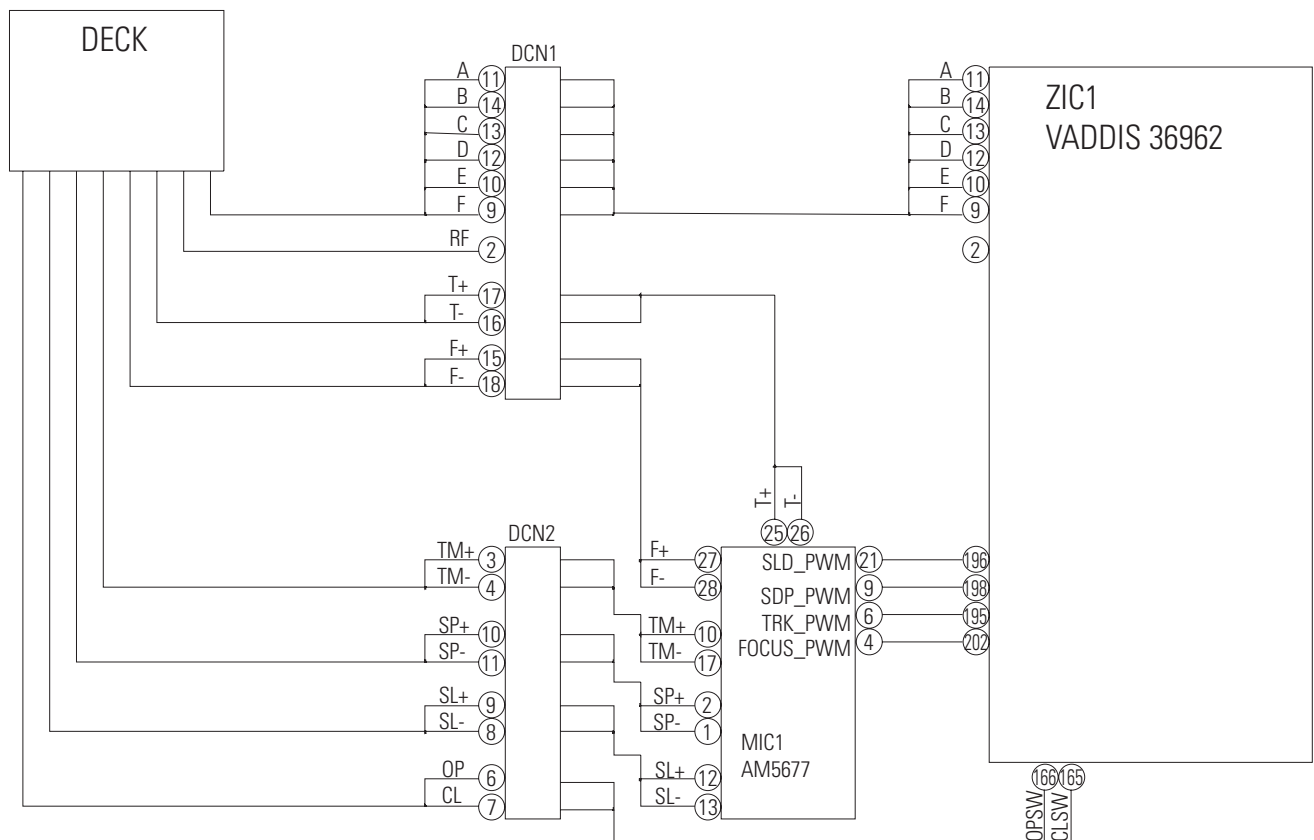 DECK
DCN1
A 11
B 14
C 13
D 12
E 10
F 9
RF 2
T+ 17
T- 16
F+ 15
F- 18
A 11
B 14
C 13
D 12
E 10
F 9
2
ZIC1
VADDIS 36962
DCN2
TM+ 3
TM- 4
SP+ 10
SP- 11
SL+ 9
SL- 8
OP 6
CL 7
T+ T-
25 26
F+ 27
F- 28
TM+ 10
TM- 17
SP+ 2
SP- 1
SL+ 12
SL- 13
SLD_PWM 21
SDP_PWM 9
TRK_PWM 6
FOCUS_PWM 4
MIC1
AM5677
196
198
195
202
166 165
OPSW
CLSW